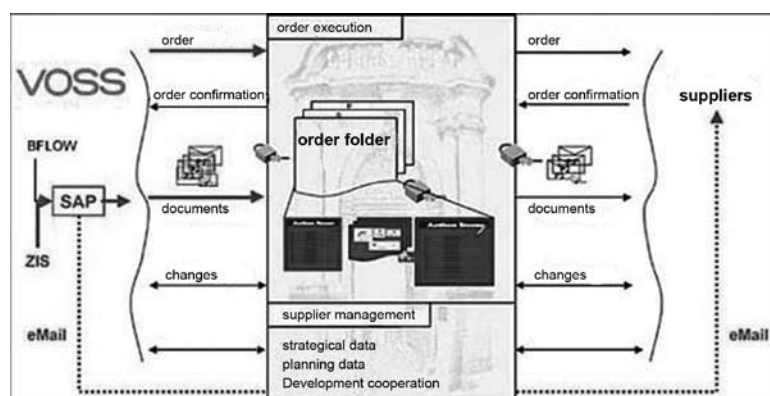 order execution
VOSS
order
order
order confirmation
order confirmation
suppliers
order folder
BFLOW
SAP
documents
documents
ZIS
changes
changes
supplier management
eMail
eMail
strategical data
planning data
Development cooperation